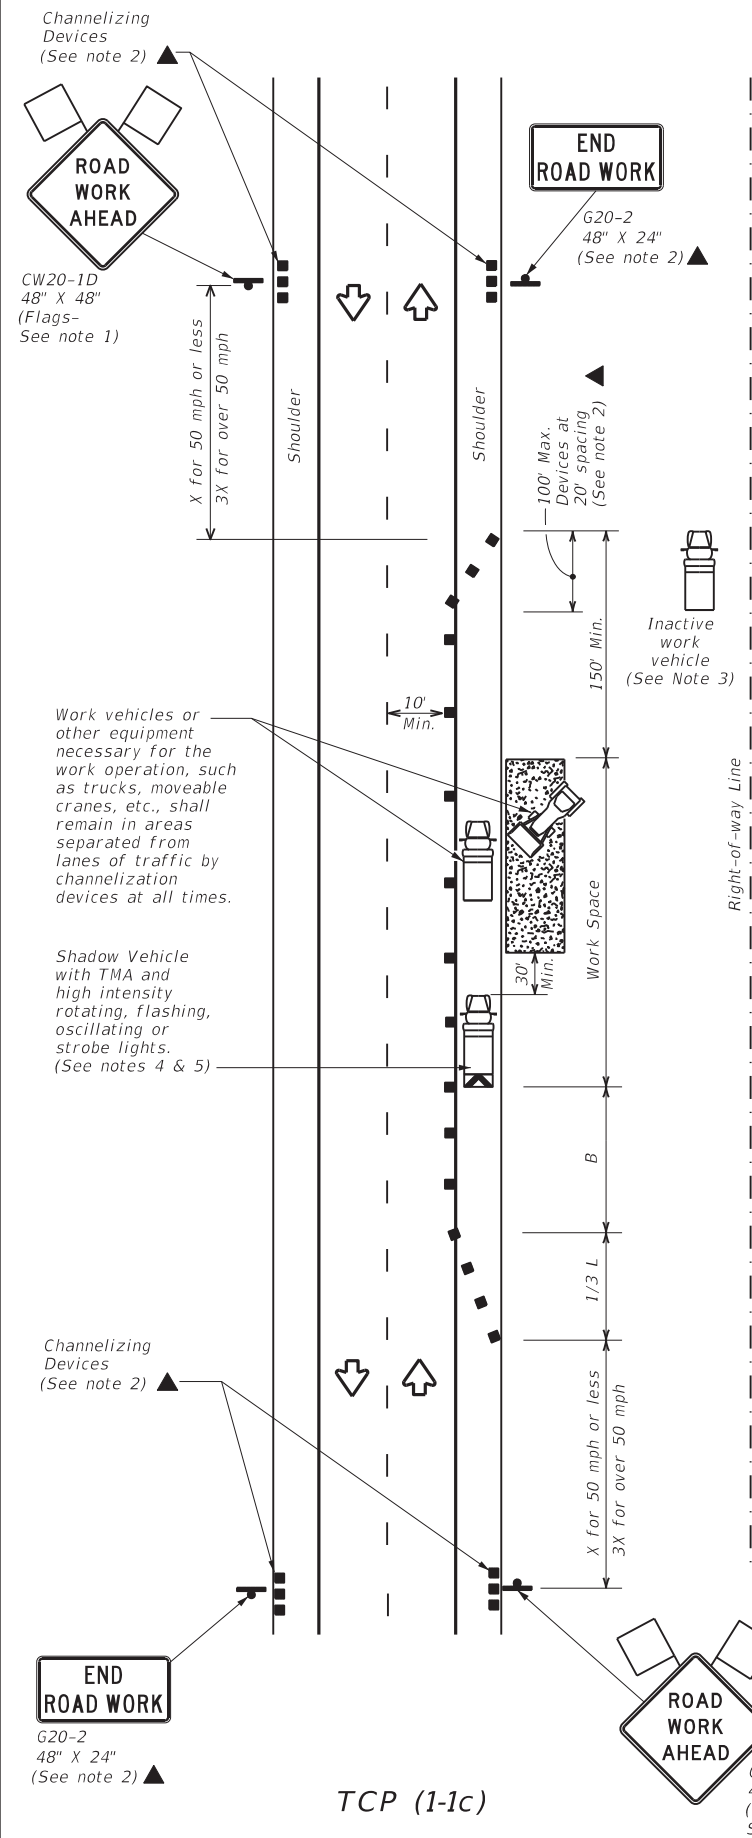 Channelizing
Devices
(See note 2)
ROAD
WORK
AHEAD
CW20-1D
48" X 48"
(Flags-
See note 1)
END
ROAD WORK
G20-2
48" X 24"
(See note 2)
X for 50 mph or less
3X for over 50 mph
Shoulder
Shoulder
100' Max.
Devices at
20' spacing
(See note 2)
150' Min.
Inactive
work
vehicle
(See Note 3)
10'
Min.
Work vehicles or
other equipment
necessary for the
work operation, such
as trucks, moveable
cranes, etc., shall
remain in areas
separated from
lanes of traffic by
channelization
devices at all times.
Right-of-way Line
Work Space
30'
Min.
Shadow Vehicle
with TMA and
high intensity
rotating, flashing,
oscillating or
strobe lights.
(See notes 4 & 5)
B
1/3 L
Channelizing
Devices
(See note 2)
X for 50 mph or less
3X for over 50 mph
END
ROAD WORK
G20-2
48" X 24"
(See note 2)
ROAD
WORK
AHEAD
TCP (1-1c)